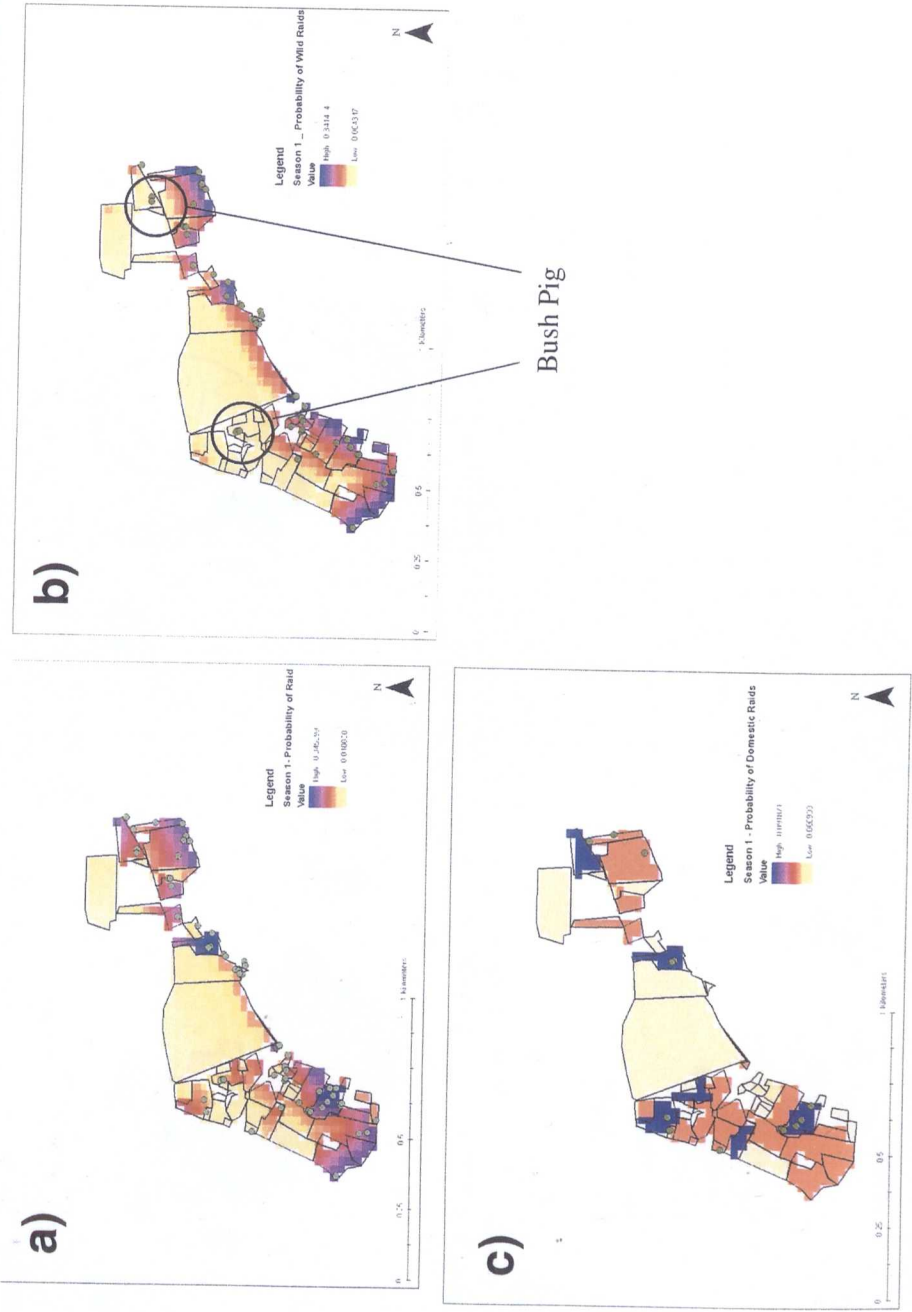 a)
Legend
Season 1- Probability of Raid
Value
High
Low
N
0
0.5
1 Kilometers
b)
Legend
Season 1 _ Probability of Wild Raids
Value
High
Low
N
0
0.25
0.5
1 Kilometers
Bush Pig
c)
Legend
Season 1 - Probability of Domestic Raids
Value
High
Low
N
0
0.25
0.5
1 Kilometers